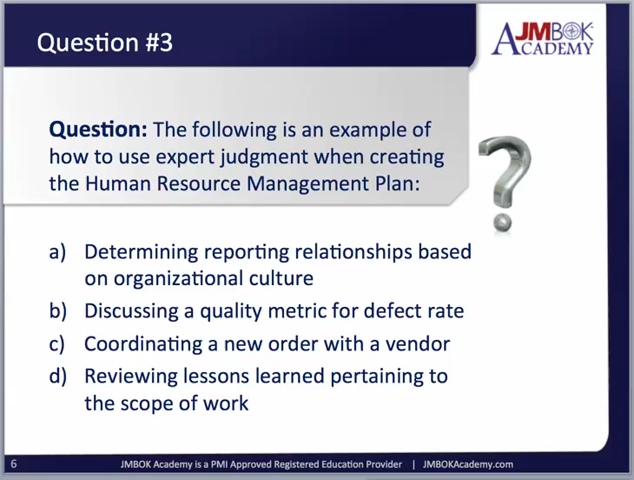 Question #3
AJMBOK
ACADEMY
Question: The following is an example of
how to use expert judgment when creating
the Human Resource Management Plan:
a) Determining reporting relationships based
on organizational culture
b) Discussing a quality metric for defect rate
c) Coordinating a new order with a vendor
d) Reviewing lessons learned pertaining to
the scope of work
6
JMBOK Academy is a PMI Approved Registered Education Provider | JMBOKAcademy.com